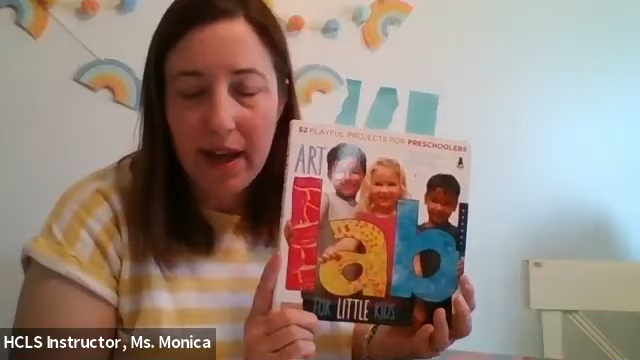 52 PLAYFUL PROJECTS FOR PRESCHOOLERS
ART
lab
FOR LITTLE KIDS
HCLS Instructor, Ms. Monica